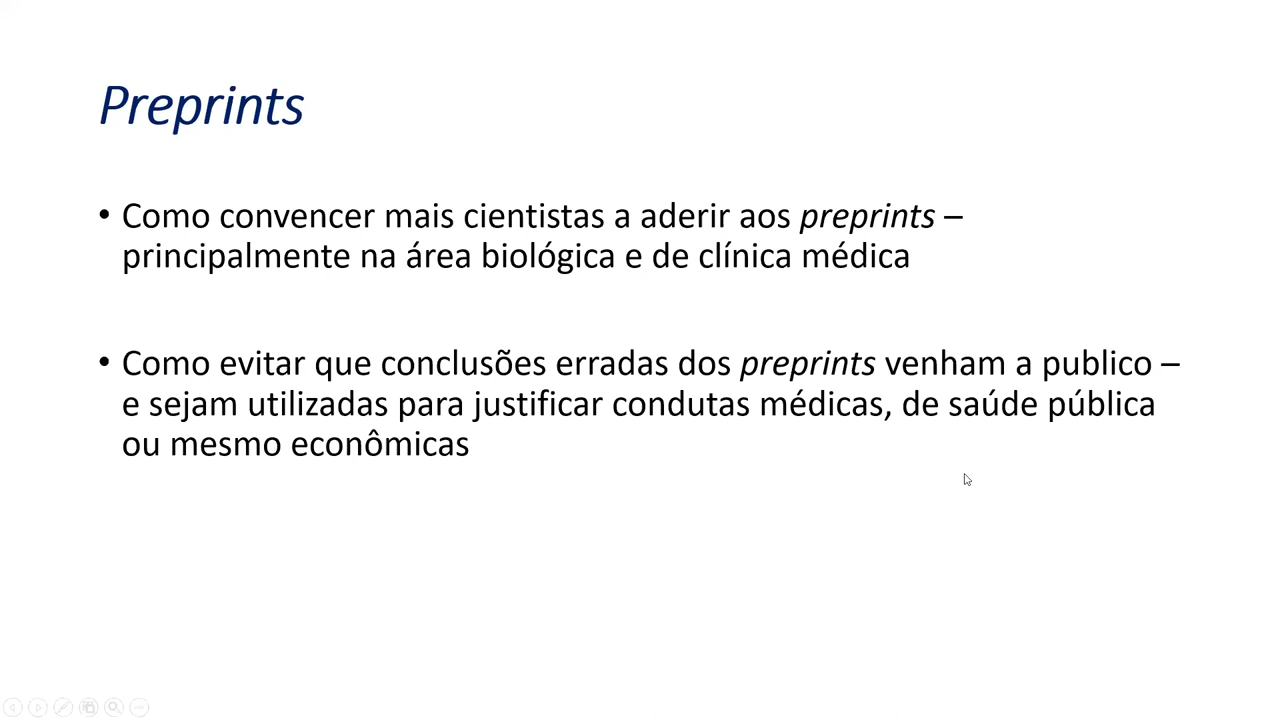 Preprints
• Como convencer mais cientistas a aderir aos preprints –
principalmente na área biológica e de clínica médica
• Como evitar que conclusões erradas dos preprints venham a publico –
e sejam utilizadas para justificar condutas médicas, de saúde pública
ou mesmo econômicas